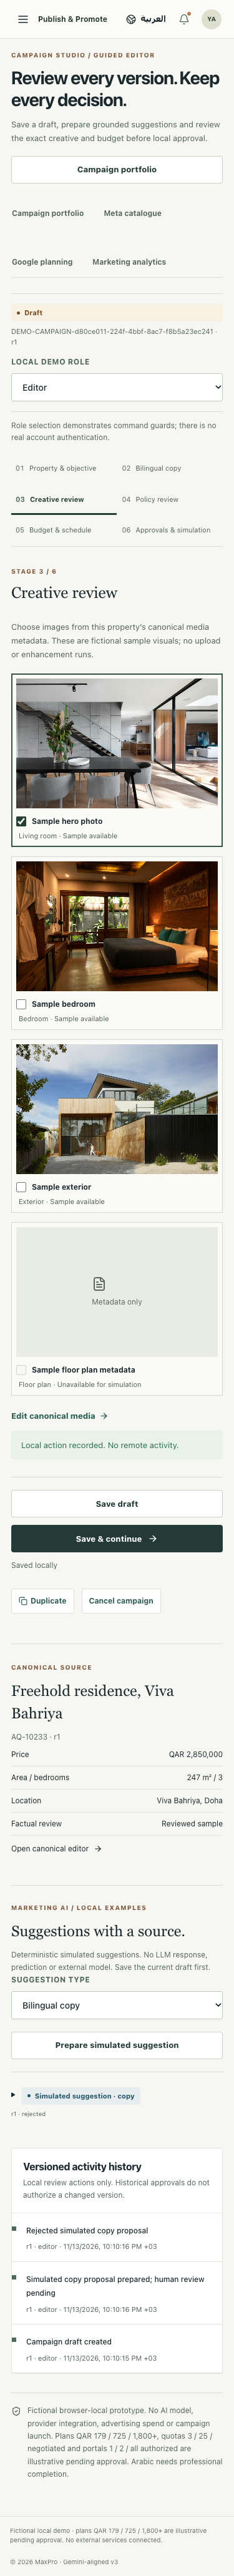 Publish & Promote
العربية
YA
CAMPAIGN STUDIO / GUIDED EDITOR
Review every version. Keep
every decision.
Save a draft, prepare grounded suggestions and review
the exact creative and budget before local approval.
Campaign portfolio
Campaign portfolio Meta catalogue
Google planning Marketing analytics
Draft
DEMO-CAMPAIGN-d80ce011-224f-4bbf-8ac7-f8b5a23ec241 ·
r1
LOCAL DEMO ROLE
Editor
Role selection demonstrates command guards; there is no
real account authentication.
01 Property & objective 02 Bilingual copy
03 Creative review 04 Policy review
05 Budget & schedule 06 Approvals & simulation
STAGE 3 / 6
Creative review
Choose images from this property's canonical media
metadata. These are fictional sample visuals; no upload
or enhancement runs.
Sample hero photo
Living room · Sample available
Sample bedroom
Bedroom · Sample available
Sample exterior
Exterior · Sample available
Metadata only
Sample floor plan metadata
Floor plan · Unavailable for simulation
Edit canonical media →
Local action recorded. No remote activity.
Save draft
Save & continue →
Saved locally
Duplicate Cancel campaign
CANONICAL SOURCE
Freehold residence, Viva
Bahriya
AQ-10233 · r1
Price QAR 2,850,000
Area / bedrooms 247 m² / 3
Location Viva Bahriya, Doha
Factual review Reviewed sample
Open canonical editor →
MARKETING AI / LOCAL EXAMPLES
Suggestions with a source.
Deterministic simulated suggestions. No LLM response,
prediction or external model. Save the current draft first.
SUGGESTION TYPE
Bilingual copy
Prepare simulated suggestion
Simulated suggestion · copy
r1 · rejected
Versioned activity history
Local review actions only. Historical approvals do not
authorize a changed version.
Rejected simulated copy proposal
r1 · editor · 11/13/2026, 10:10:16 PM +03
Simulated copy proposal prepared; human review
pending
r1 · editor · 11/13/2026, 10:10:16 PM +03
Campaign draft created
r1 · editor · 11/13/2026, 10:10:15 PM +03
Fictional browser-local prototype. No AI model,
provider integration, advertising spend or campaign
launch. Plans QAR 179 / 725 / 1,800+, quotas 3 / 25 /
negotiated and portals 1 / 2 / all authorized are
illustrative pending approval. Arabic needs professional
completion.
Fictional local demo · plans QAR 179 / 725 / 1,800+ are illustrative
pending approval. No external services connected.
© 2026 MaxPro · Gemini-aligned v3